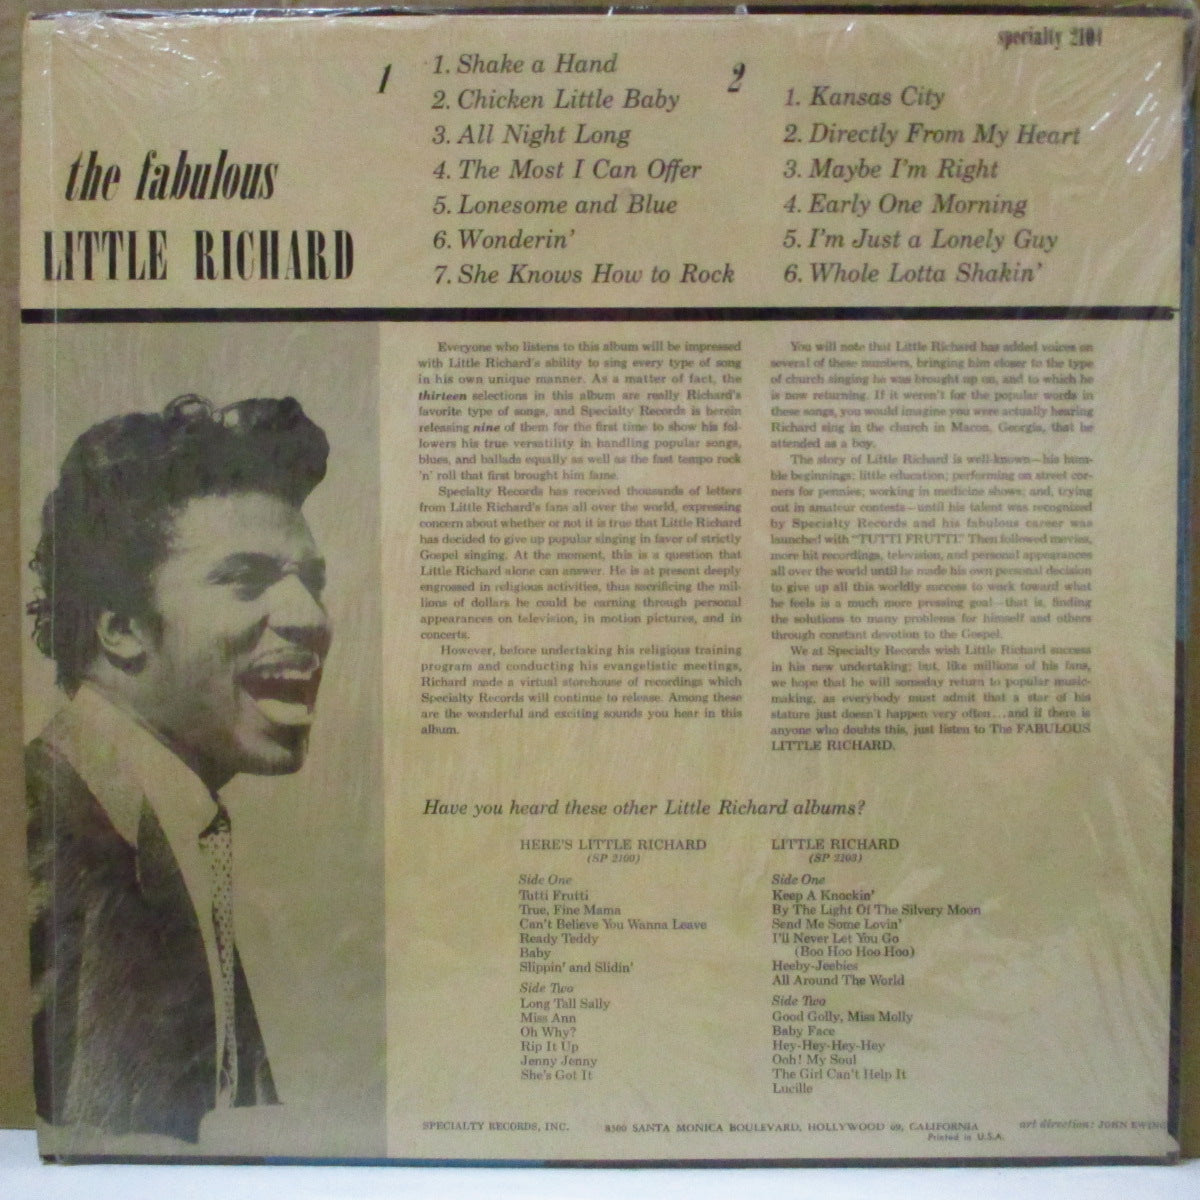 specialty 2104
the fabulous
LITTLE RICHARD
1
1. Shake a Hand
2. Chicken Little Baby
3. All Night Long
4. The Most I Can Offer
5. Lonesome and Blue
6. Wonderin'
7. She Knows How to Rock
2
1. Kansas City
2. Directly From My Heart
3. Maybe I'm Right
4. Early One Morning
5. I'm Just a Lonely Guy
6. Whole Lotta Shakin'
Everyone who listens to this album will be impressed
with Little Richard's ability to sing every type of song
in his own unique manner. As a matter of fact, the
thirteen selections in this album are really Richard's
favorite type of songs, and Specialty Records is herein
releasing nine of them for the first time to show his fol-
lowers his true versatility in handling popular songs,
blues, and ballads equally as well as the fast tempo rock
'n' roll that first brought him fame.
Specialty Records has received thousands of letters
from Little Richard's fans all over the world, expressing
concern about whether or not it is true that Little Richard
has decided to give up popular singing in favor of strictly
Gospel singing. At the moment, this is a question that
Little Richard alone can answer. He is at present deeply
engrossed in religious activities, thus sacrificing the mil-
lions of dollars he could be earning through personal
appearances on television, in motion pictures, and in
concerts.
However, before undertaking his religious training
program and conducting his evangelistic meetings,
Richard made a virtual storehouse of recordings which
Specialty Records will continue to release. Among these
are the wonderful and exciting sounds you hear in this
album.
You will note that Little Richard has added voices on
several of these numbers, bringing him closer to the type
of church singing he was brought up on, and to which he
is now returning. If it weren't for the popular words in
these songs, you would imagine you were actually hearing
Richard sing in the church in Macon, Georgia, that he
attended as a boy.
The story of Little Richard is well-known—his hum-
ble beginnings; little education; performing on street cor-
ners for pennies; working in medicine shows; and, trying
out in amateur contests—until his talent was recognized
by Specialty Records and his fabulous career was
launched with "TUTTI FRUTTI." Then followed movies,
more hit recordings, television, and personal appearances
all over the world until he made his own personal decision
to give up all this worldly success to work toward what
he feels is a much more pressing goal—that is, finding
the solutions to many problems for himself and others
through constant devotion to the Gospel.
We at Specialty Records wish Little Richard success
in his new undertaking; but, like millions of his fans,
we hope that he will someday return to popular music-
making, as everybody must admit that a star of his
stature just doesn't happen very often...and if there is
anyone who doubts this, just listen to The FABULOUS
LITTLE RICHARD.
Have you heard these other Little Richard albums?
HERE'S LITTLE RICHARD
(SP 2100)
Side One
Tutti Frutti
True, Fine Mama
Can't Believe You Wanna Leave
Ready Teddy
Baby
Slippin' and Slidin'
Side Two
Long Tall Sally
Miss Ann
Oh Why?
Rip It Up
Jenny Jenny
She's Got It
LITTLE RICHARD
(SP 2103)
Side One
Keep A Knockin'
By The Light Of The Silvery Moon
Send Me Some Lovin'
I'll Never Let You Go
(Boo Hoo Hoo Hoo)
Heeby-Jeebies
All Around The World
Side Two
Good Golly, Miss Molly
Baby Face
Hey-Hey-Hey-Hey
Ooh! My Soul
The Girl Can't Help It
Lucille
SPECIALTY RECORDS, INC. 8300 SANTA MONICA BOULEVARD, HOLLYWOOD 69, CALIFORNIA
Printed in U.S.A.
art direction: JOHN EWING